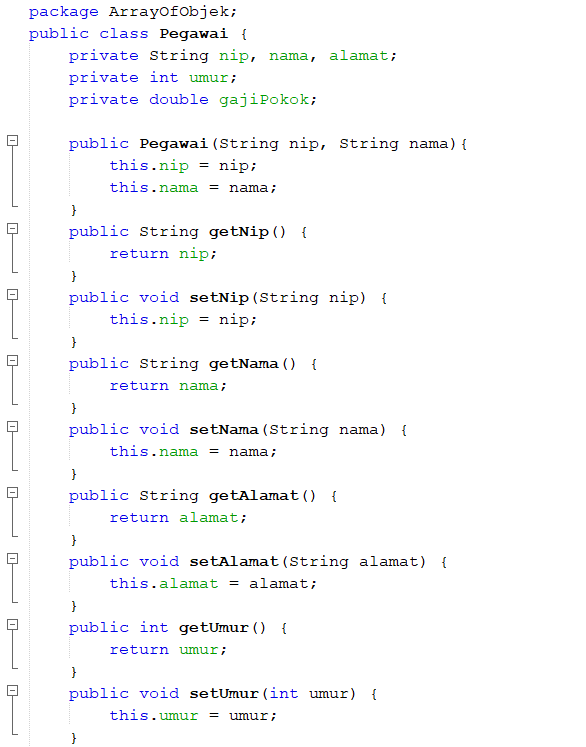 package ArrayOfObjek;
public class Pegawai {
    private String nip, nama, alamat;
    private int umur;
    private double gajiPokok;

    public Pegawai(String nip, String nama){
        this.nip = nip;
        this.nama = nama;
    }
    public String getNip() {
        return nip;
    }
    public void setNip(String nip) {
        this.nip = nip;
    }
    public String getNama() {
        return nama;
    }
    public void setNama(String nama) {
        this.nama = nama;
    }
    public String getAlamat() {
        return alamat;
    }
    public void setAlamat(String alamat) {
        this.alamat = alamat;
    }
    public int getUmur() {
        return umur;
    }
    public void setUmur(int umur) {
        this.umur = umur;
    }